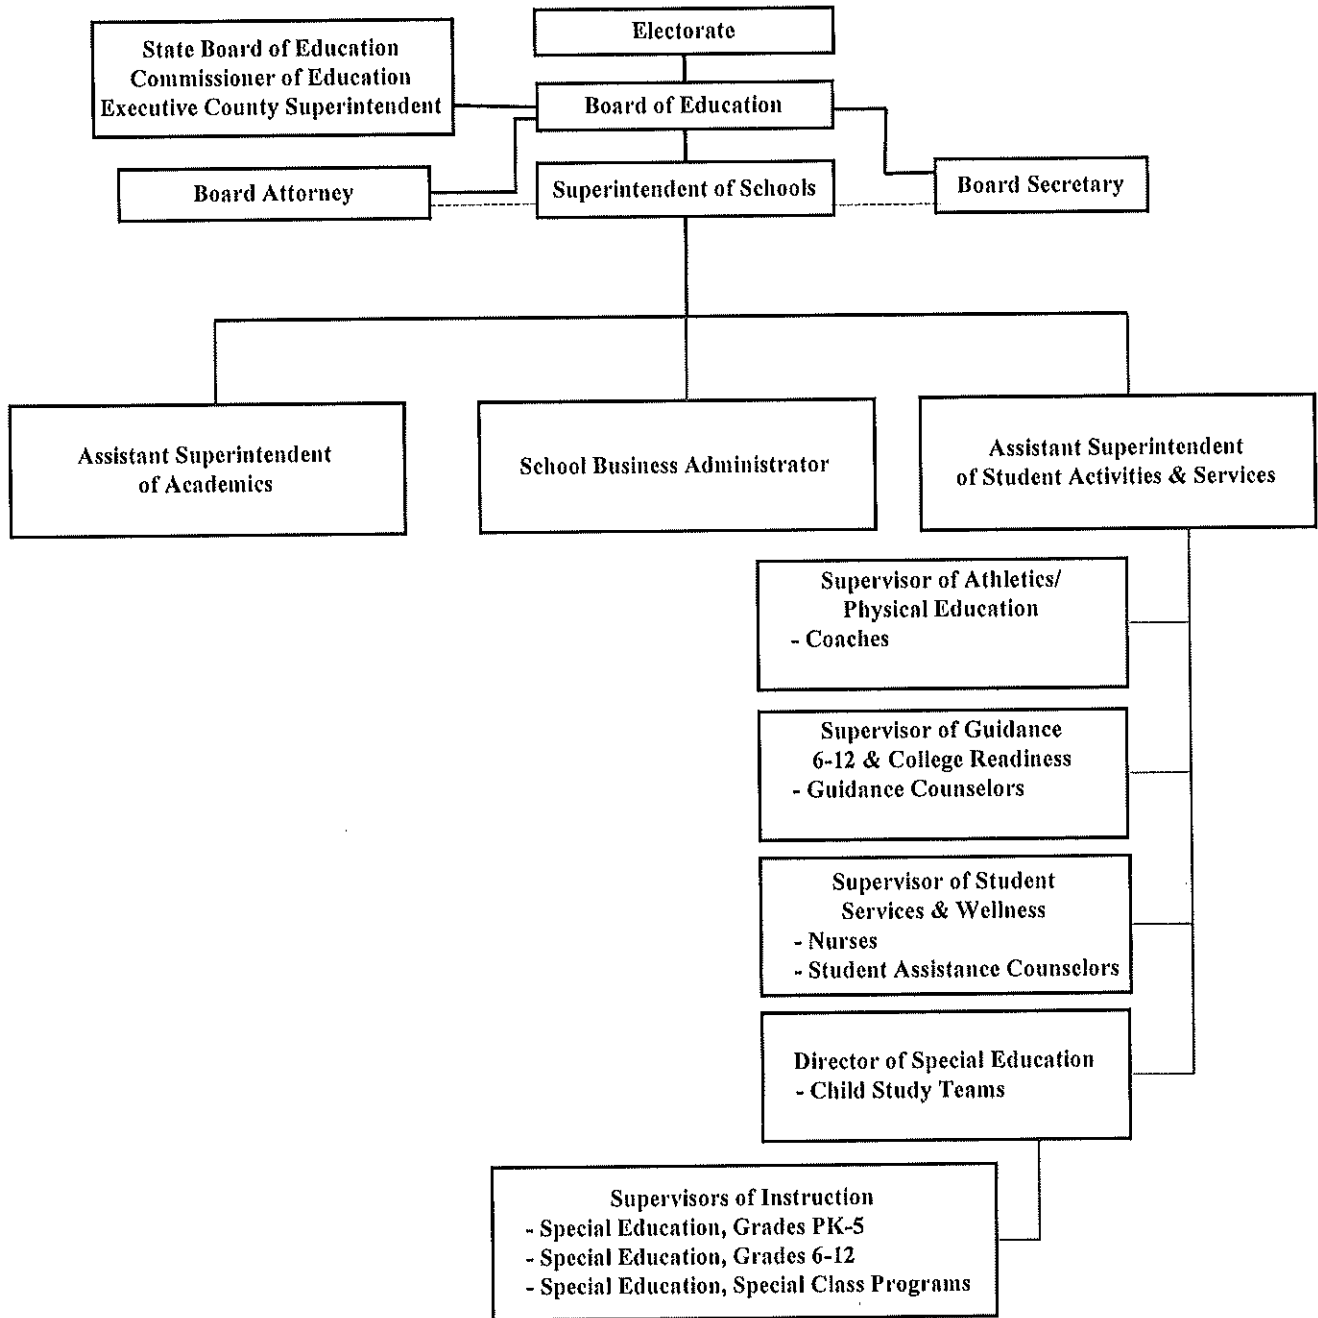 Electorate
State Board of Education
Commissioner of Education
Executive County Superintendent
Board of Education
Board Attorney
Superintendent of Schools
Board Secretary
Assistant Superintendent
of Academics
School Business Administrator
Assistant Superintendent
of Student Activities & Services
Supervisor of Athletics/
Physical Education
- Coaches
Supervisor of Guidance
6-12 & College Readiness
- Guidance Counselors
Supervisor of Student
Services & Wellness
- Nurses
- Student Assistance Counselors
Director of Special Education
- Child Study Teams
Supervisors of Instruction
- Special Education, Grades PK-5
- Special Education, Grades 6-12
- Special Education, Special Class Programs